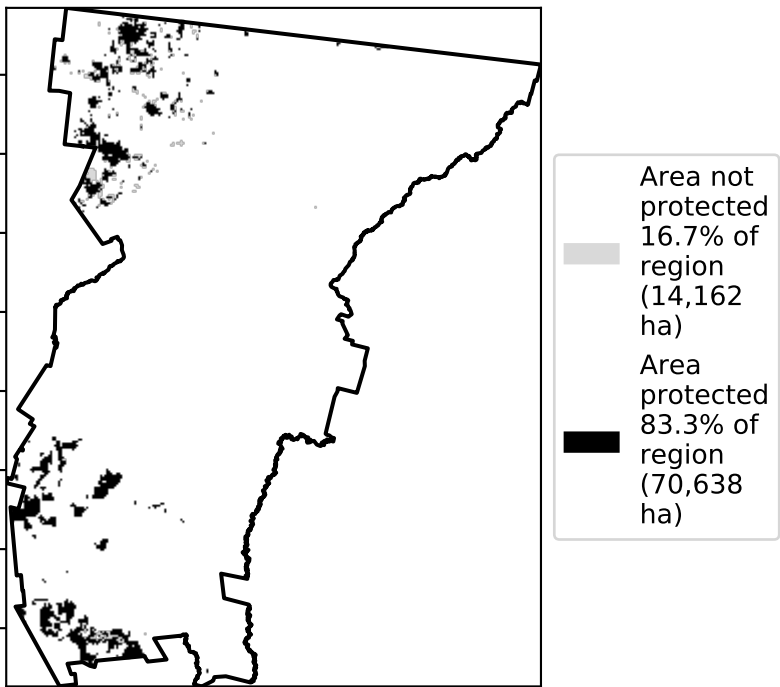 Area not
protected
16.7% of
region
(14,162
ha)
Area
protected
83.3% of
region
(70,638
ha)